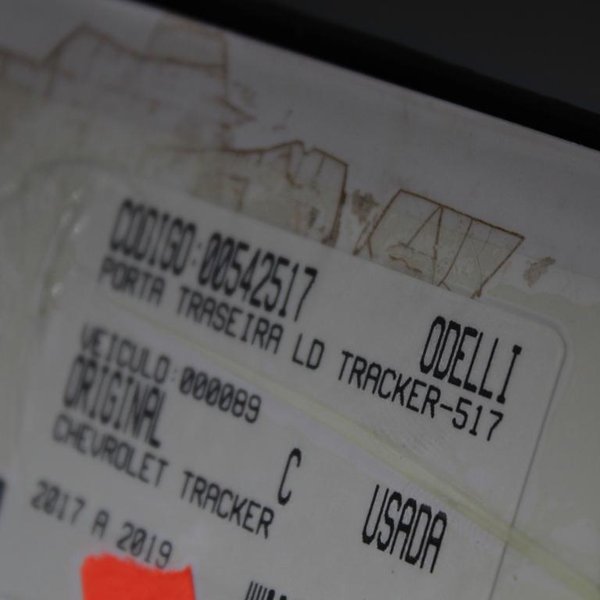 CODIGO:00542517 ODELLI
PORTA TRASEIRA LD TRACKER-517
VEICULO:000089
ORIGINAL C USADA
CHEVROLET TRACKER
2017 A 2019